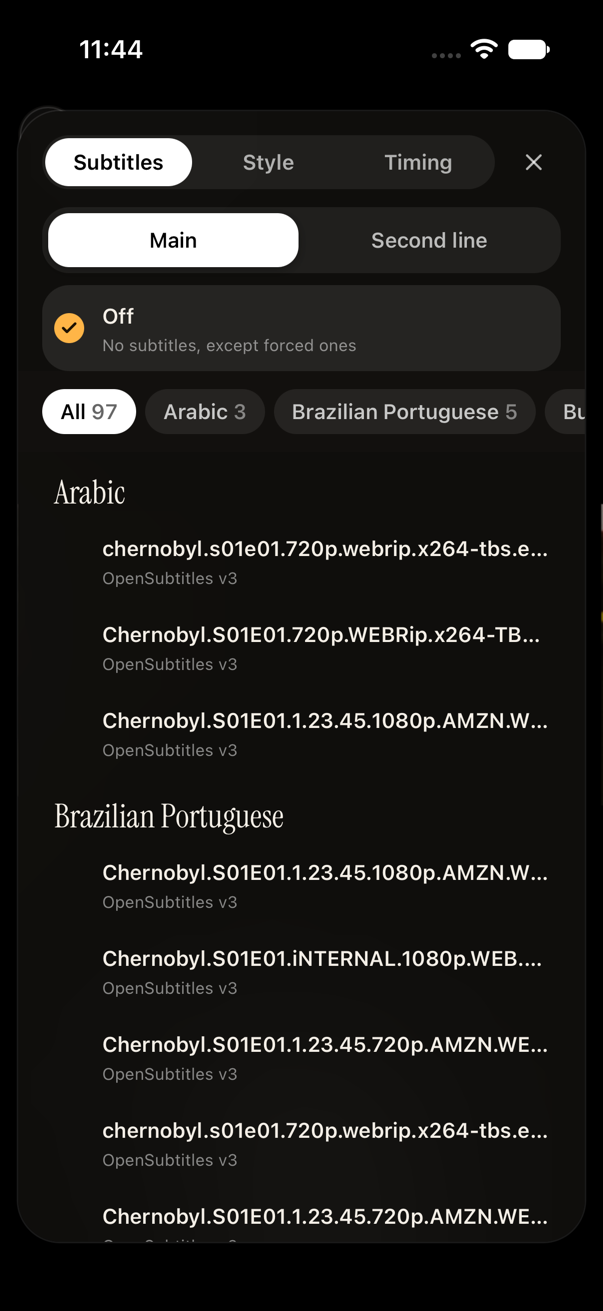 11:44
Subtitles Style Timing
Main Second line
Off
No subtitles, except forced ones
All 97 Arabic 3 Brazilian Portuguese 5 Bu
Arabic
chernobyl.s01e01.720p.webrip.x264-tbs.e...
OpenSubtitles v3
Chernobyl.S01E01.720p.WEBRip.x264-TB...
OpenSubtitles v3
Chernobyl.S01E01.1.23.45.1080p.AMZN.W...
OpenSubtitles v3
Brazilian Portuguese
Chernobyl.S01E01.1.23.45.1080p.AMZN.W...
OpenSubtitles v3
Chernobyl.S01E01.iNTERNAL.1080p.WEB....
OpenSubtitles v3
Chernobyl.S01E01.1.23.45.720p.AMZN.WE...
OpenSubtitles v3
chernobyl.s01e01.720p.webrip.x264-tbs.e...
OpenSubtitles v3
Chernobyl.S01E01.1.23.45.720p.AMZN.WE...